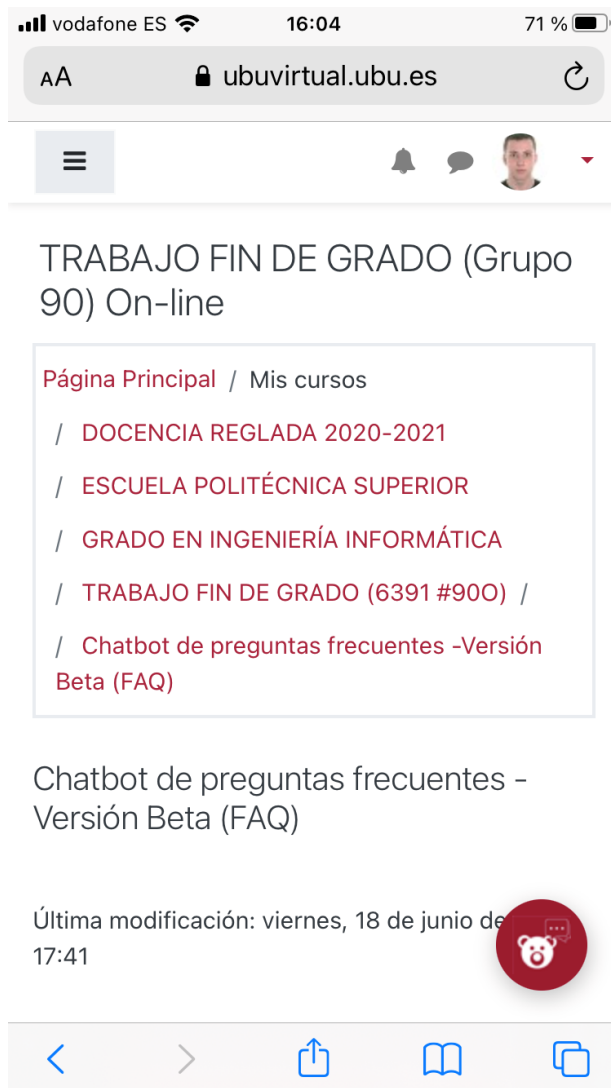 vodafone ES 16:04 71 %
AA ubuvirtual.ubu.es
TRABAJO FIN DE GRADO (Grupo
90) On-line
Página Principal / Mis cursos
/ DOCENCIA REGLADA 2020-2021
/ ESCUELA POLITÉCNICA SUPERIOR
/ GRADO EN INGENIERÍA INFORMÁTICA
/ TRABAJO FIN DE GRADO (6391 #90O) /
/ Chatbot de preguntas frecuentes -Versión
Beta (FAQ)
Chatbot de preguntas frecuentes -
Versión Beta (FAQ)
Última modificación: viernes, 18 de junio de
17:41